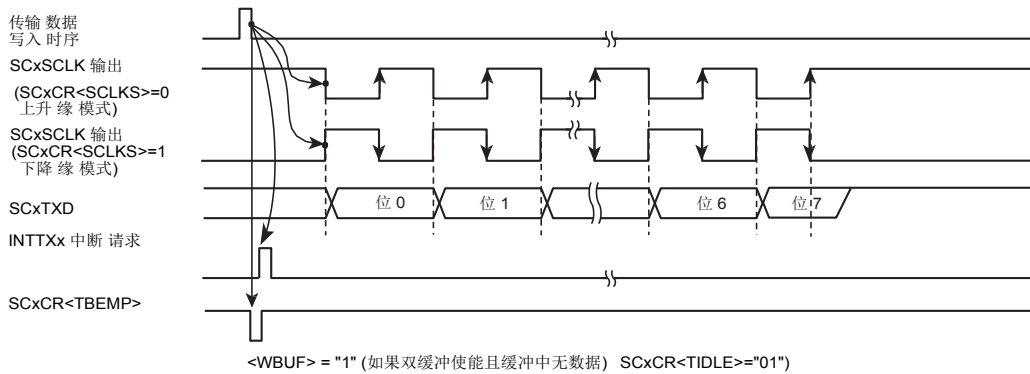 传输 数据
写入 时序
SCxSCLK 输出
(SCxCR<SCLKS>=0
上升 缘 模式)
SCxSCLK 输出
(SCxCR<SCLKS>=1
下降 缘 模式)
SCxTXD
位 0
位 1
位 6
位 7
INTTXx 中断 请求
SCxCR<TBEMP>
<WBUF> = "1" (如果双缓冲使能且缓冲中无数据) SCxCR<TIDLE>="01")